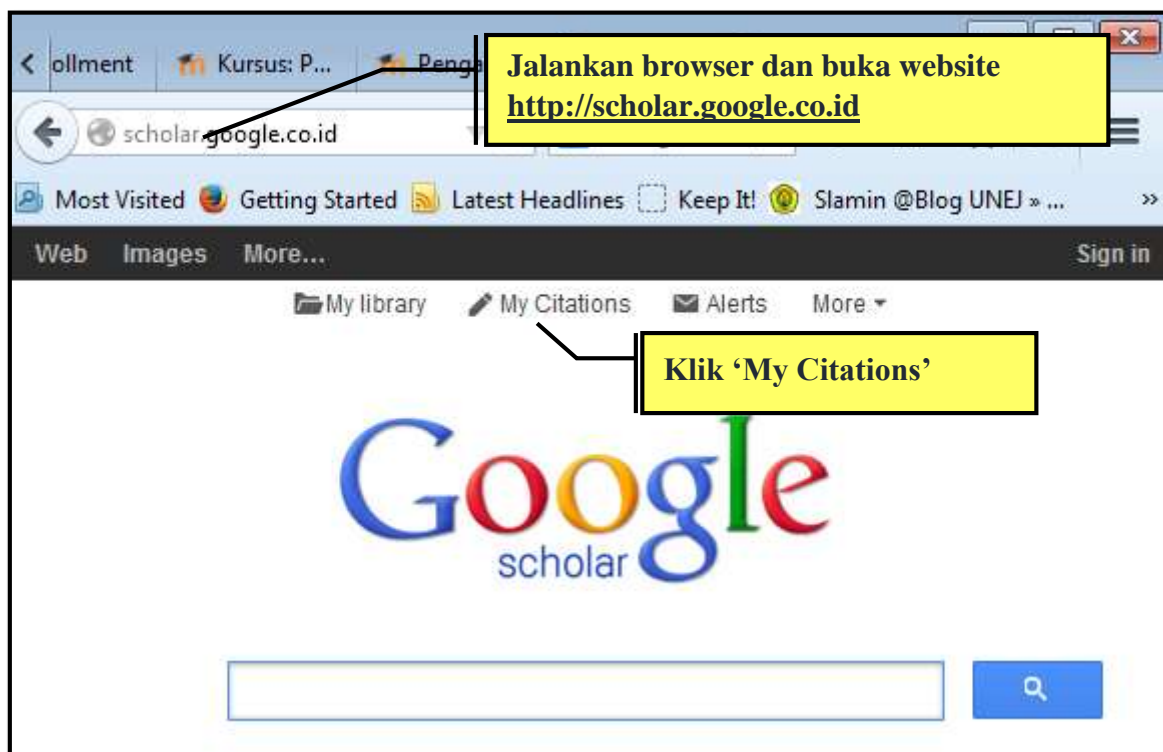 ollment Kursus: P... Penga
Jalankan browser dan buka website
http://scholar.google.co.id
scholar.google.co.id
Most Visited Getting Started Latest Headlines Keep It! Slamin @Blog UNEJ » ... »
Web Images More... Sign in
My library My Citations Alerts More
Klik ‘My Citations’
Google
scholar